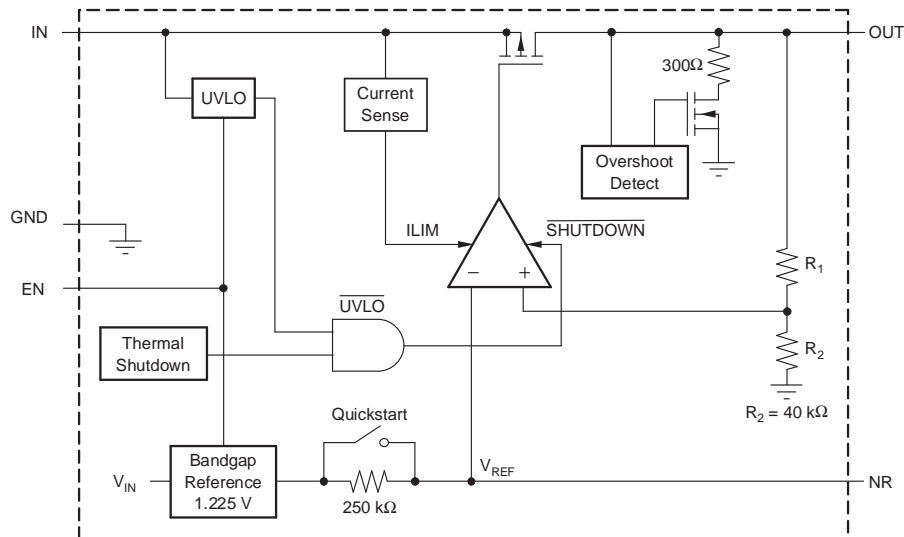 IN
OUT
300Ω
UVLO
Current
Sense
Overshoot
Detect
GND
ILIM
SHUTDOWN
R1
EN
UVLO
− +
Thermal
Shutdown
R2
R2 = 40 kΩ
Quickstart
VIN
Bandgap
Reference
1.225 V
250 kΩ
VREF
NR